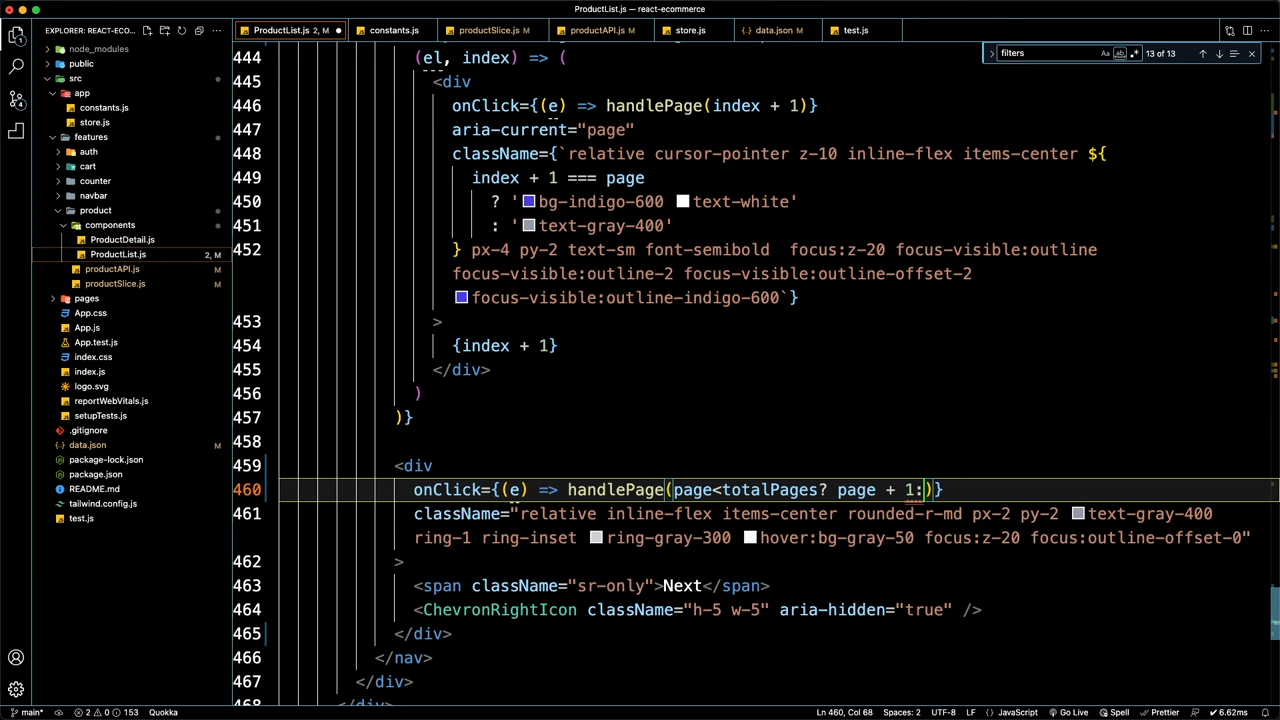 ProductList.js — react-ecommerce
EXPLORER: REACT-ECO...
ProductList.js 2, M
constants.js
productSlice.js M
productAPI.js M
store.js
data.json M
test.js
filters
Aa ab .*
13 of 13
node_modules
public
src
app
constants.js
store.js
features
auth
cart
counter
navbar
product
components
ProductDetail.js
ProductList.js 2, M
productAPI.js M
productSlice.js M
pages
App.css
App.js
App.test.js
index.css
index.js
logo.svg
reportWebVitals.js
setupTests.js
.gitignore
data.json M
package-lock.json
package.json
README.md
tailwind.config.js
test.js
444 (el, index) => (
445 <div
446 onClick={(e) => handlePage(index + 1)}
447 aria-current="page"
448 className={`relative cursor-pointer z-10 inline-flex items-center ${
449 index + 1 === page
450 ? 'bg-indigo-600 text-white'
451 : 'text-gray-400'
452 } px-4 py-2 text-sm font-semibold focus:z-20 focus-visible:outline
focus-visible:outline-2 focus-visible:outline-offset-2
focus-visible:outline-indigo-600`}
453 >
454 {index + 1}
455 </div>
456 )
457 )}
458
459 <div
460 onClick={(e) => handlePage(page<totalPages? page + 1:)}
461 className="relative inline-flex items-center rounded-r-md px-2 py-2 text-gray-400
ring-1 ring-inset ring-gray-300 hover:bg-gray-50 focus:z-20 focus:outline-offset-0"
462 >
463 <span className="sr-only">Next</span>
464 <ChevronRightIcon className="h-5 w-5" aria-hidden="true" />
465 </div>
466 </nav>
467 </div>
468 </div>
main* 2 0 153 Quokka
Ln 460, Col 68 Spaces: 2 UTF-8 LF {} JavaScript Go Live Spell Prettier 6.62ms